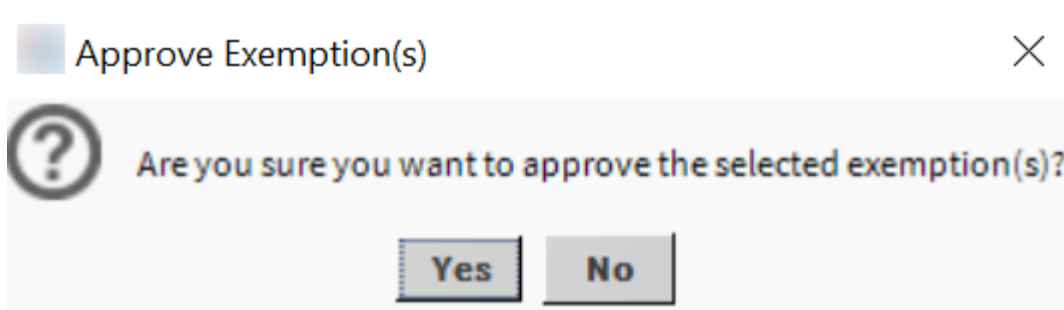 Approve Exemption(s)
Are you sure you want to approve the selected exemption(s)?
Yes No